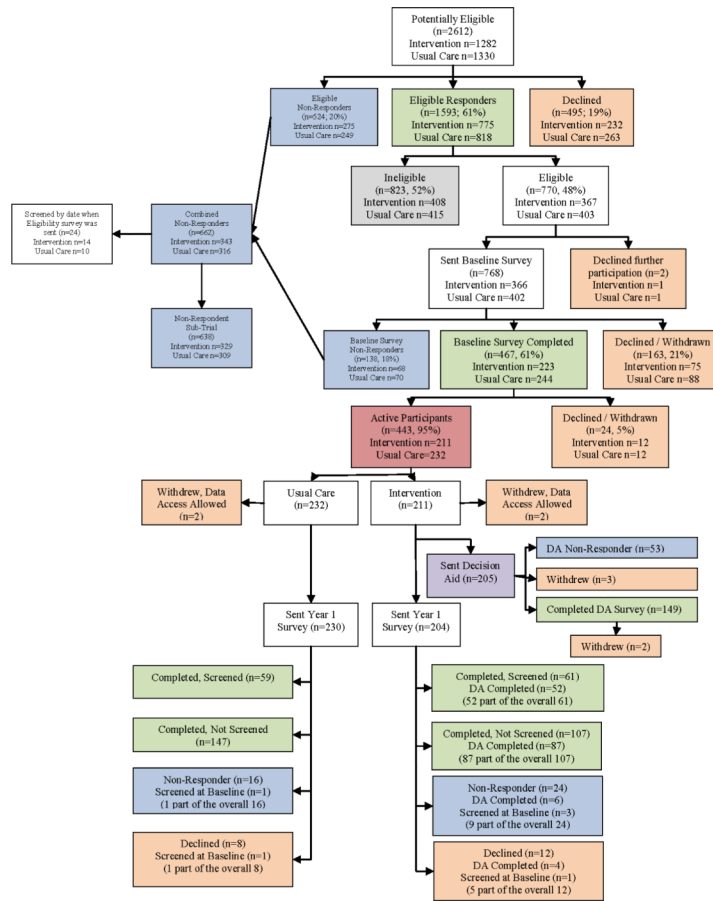 Potentially Eligible
(n=2612)
Intervention n=1282
Usual Care n=1330
Eligible
Non-Responders
(n=524, 20%)
Intervention n=275
Usual Care n=249
Eligible Responders
(n=1593; 61%)
Intervention n=775
Usual Care n=818
Declined
(n=495; 19%)
Intervention n=232
Usual Care n=263
Ineligible
(n=823, 52%)
Intervention n=408
Usual Care n=415
Eligible
(n=770, 48%)
Intervention n=367
Usual Care n=403
Screened by date when
Eligibility survey was
sent (n=24)
Intervention n=14
Usual Care n=10
Combined
Non-Responders
(n=662)
Intervention n=343
Usual Care n=316
Sent Baseline Survey
(n=768)
Intervention n=366
Usual Care n=402
Declined further
participation (n=2)
Intervention n=1
Usual Care n=1
Non-Respondent
Sub-Trial
(n=638)
Intervention n=329
Usual Care n=309
Baseline Survey
Non-Responders
(n=138, 18%)
Intervention n=68
Usual Care n=70
Baseline Survey Completed
(n=467, 61%)
Intervention n=223
Usual Care n=244
Declined / Withdrawn
(n=163, 21%)
Intervention n=75
Usual Care n=88
Active Participants
(n=443, 95%)
Intervention n=211
Usual Care=232
Declined / Withdrawn
(n=24, 5%)
Intervention n=12
Usual Care n=12
Withdrew, Data
Access Allowed
(n=2)
Usual Care
(n=232)
Intervention
(n=211)
Withdrew, Data
Access Allowed
(n=2)
Sent Decision
Aid (n=205)
DA Non-Responder (n=53)
Withdrew (n=3)
Completed DA Survey (n=149)
Withdrew (n=2)
Sent Year 1
Survey (n=230)
Sent Year 1
Survey (n=204)
Completed, Screened (n=59)
Completed, Screened (n=61)
DA Completed (n=52)
(52 part of the overall 61)
Completed, Not Screened
(n=147)
Completed, Not Screened (n=107)
DA Completed (n=87)
(87 part of the overall 107)
Non-Responder (n=16)
Screened at Baseline (n=1)
(1 part of the overall 16)
Non-Responder (n=24)
DA Completed (n=6)
Screened at Baseline (n=3)
(9 part of the overall 24)
Declined (n=8)
Screened at Baseline (n=1)
(1 part of the overall 8)
Declined (n=12)
DA Completed (n=4)
Screened at Baseline (n=1)
(5 part of the overall 12)